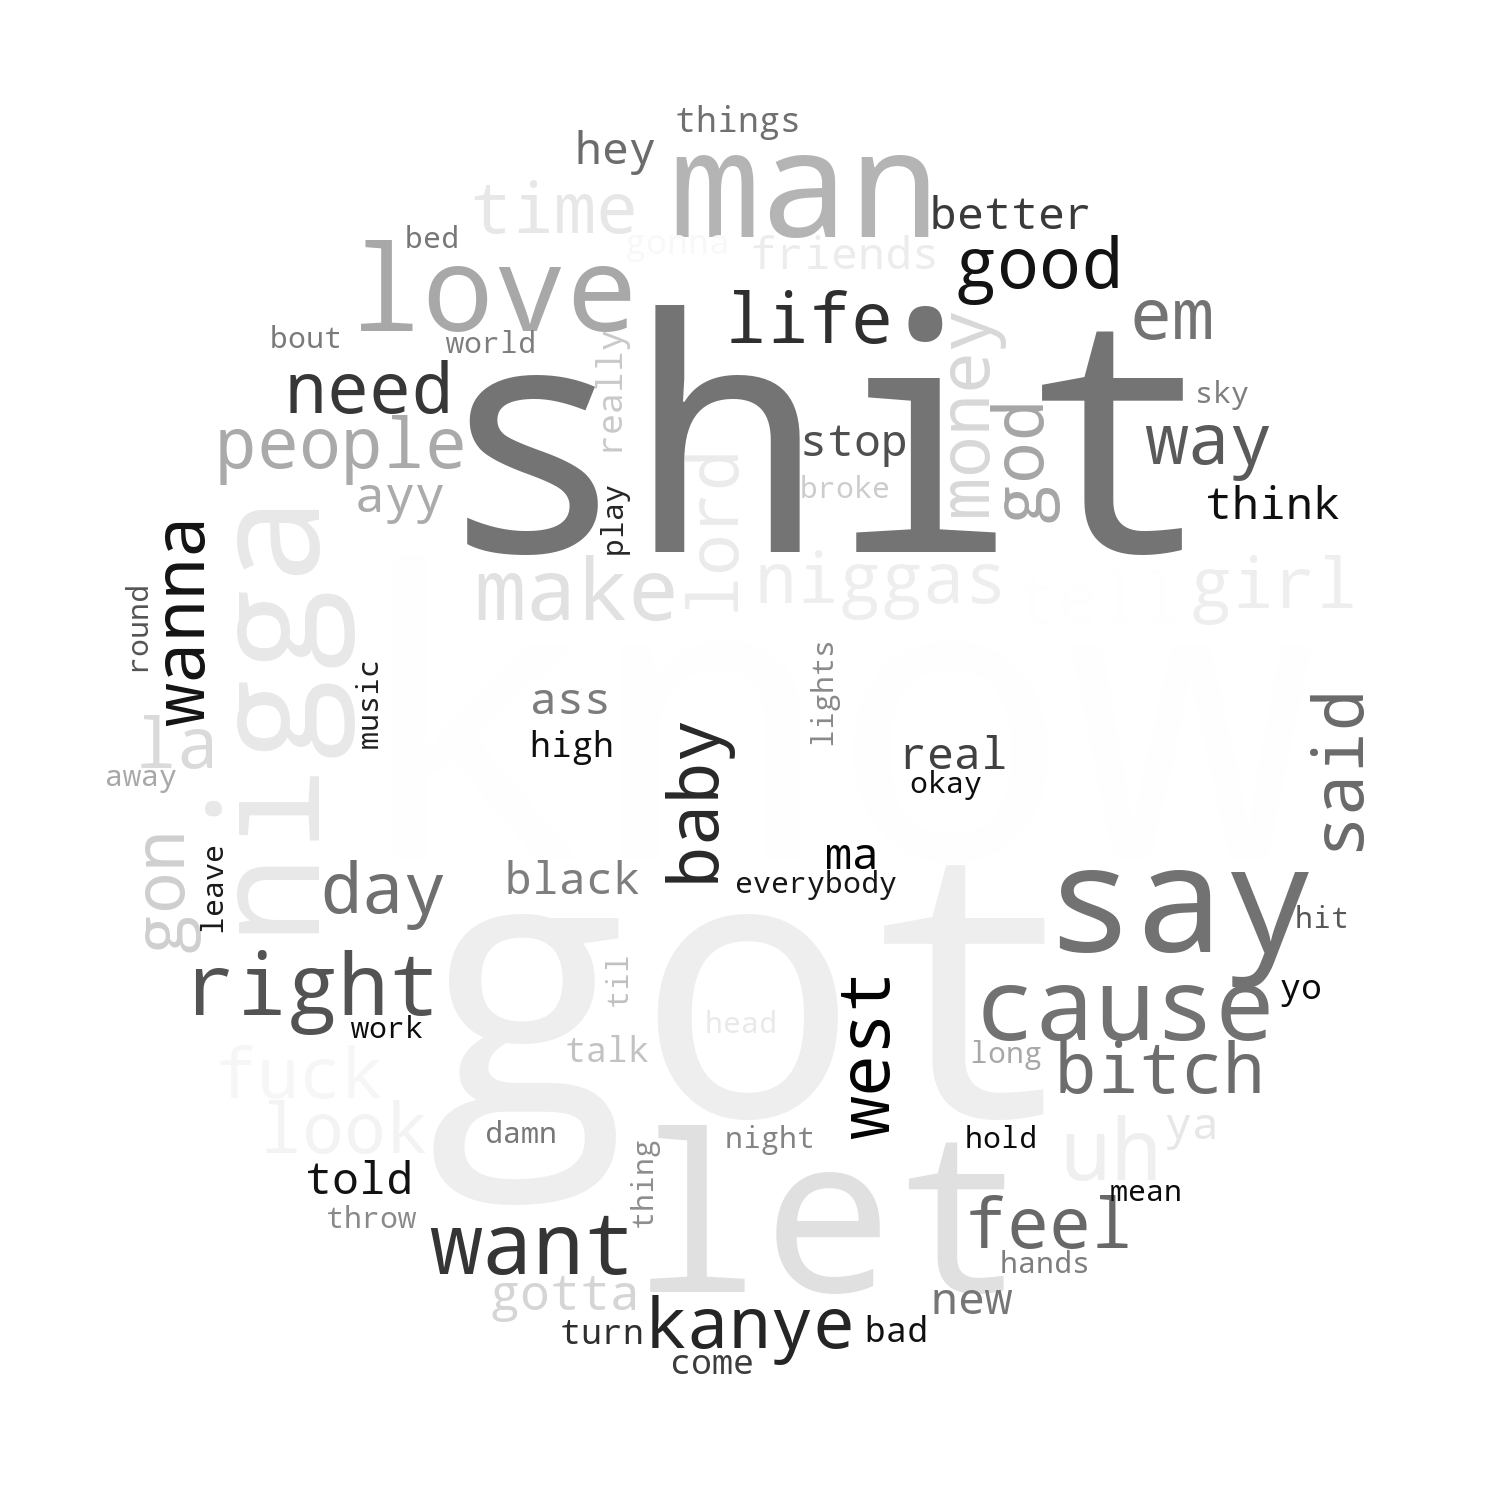 things
hey
man
time
better
bed
gonna
friends
good
love
life
em
bout
world
really
money
shit
need
sky
people
stop
god
way
ayy
broke
think
play
lord
wanna
nigga
make
niggas
tell
girl
round
know
music
ass
lights
high
baby
real
okay
said
la
away
gon
leave
day
black
ma
everybody
say
hit
got
right
til
west
cause
yo
work
head
talk
long
bitch
fuck
look
damn
night
hold
uh
ya
let
told
thing
mean
throw
want
feel
hands
gotta
new
turn
kanye
bad
come